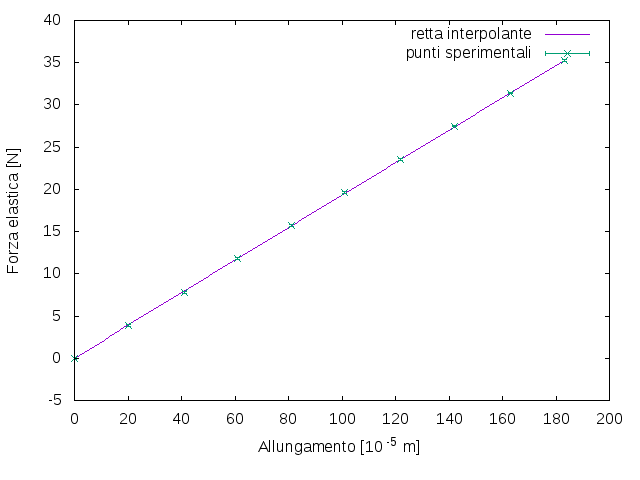 retta interpolante
punti sperimentali
Forza elastica [N]
40
35
30
25
20
15
10
5
0
-5
0 20 40 60 80 100 120 140 160 180 200
Allungamento [10⁻⁵ m]